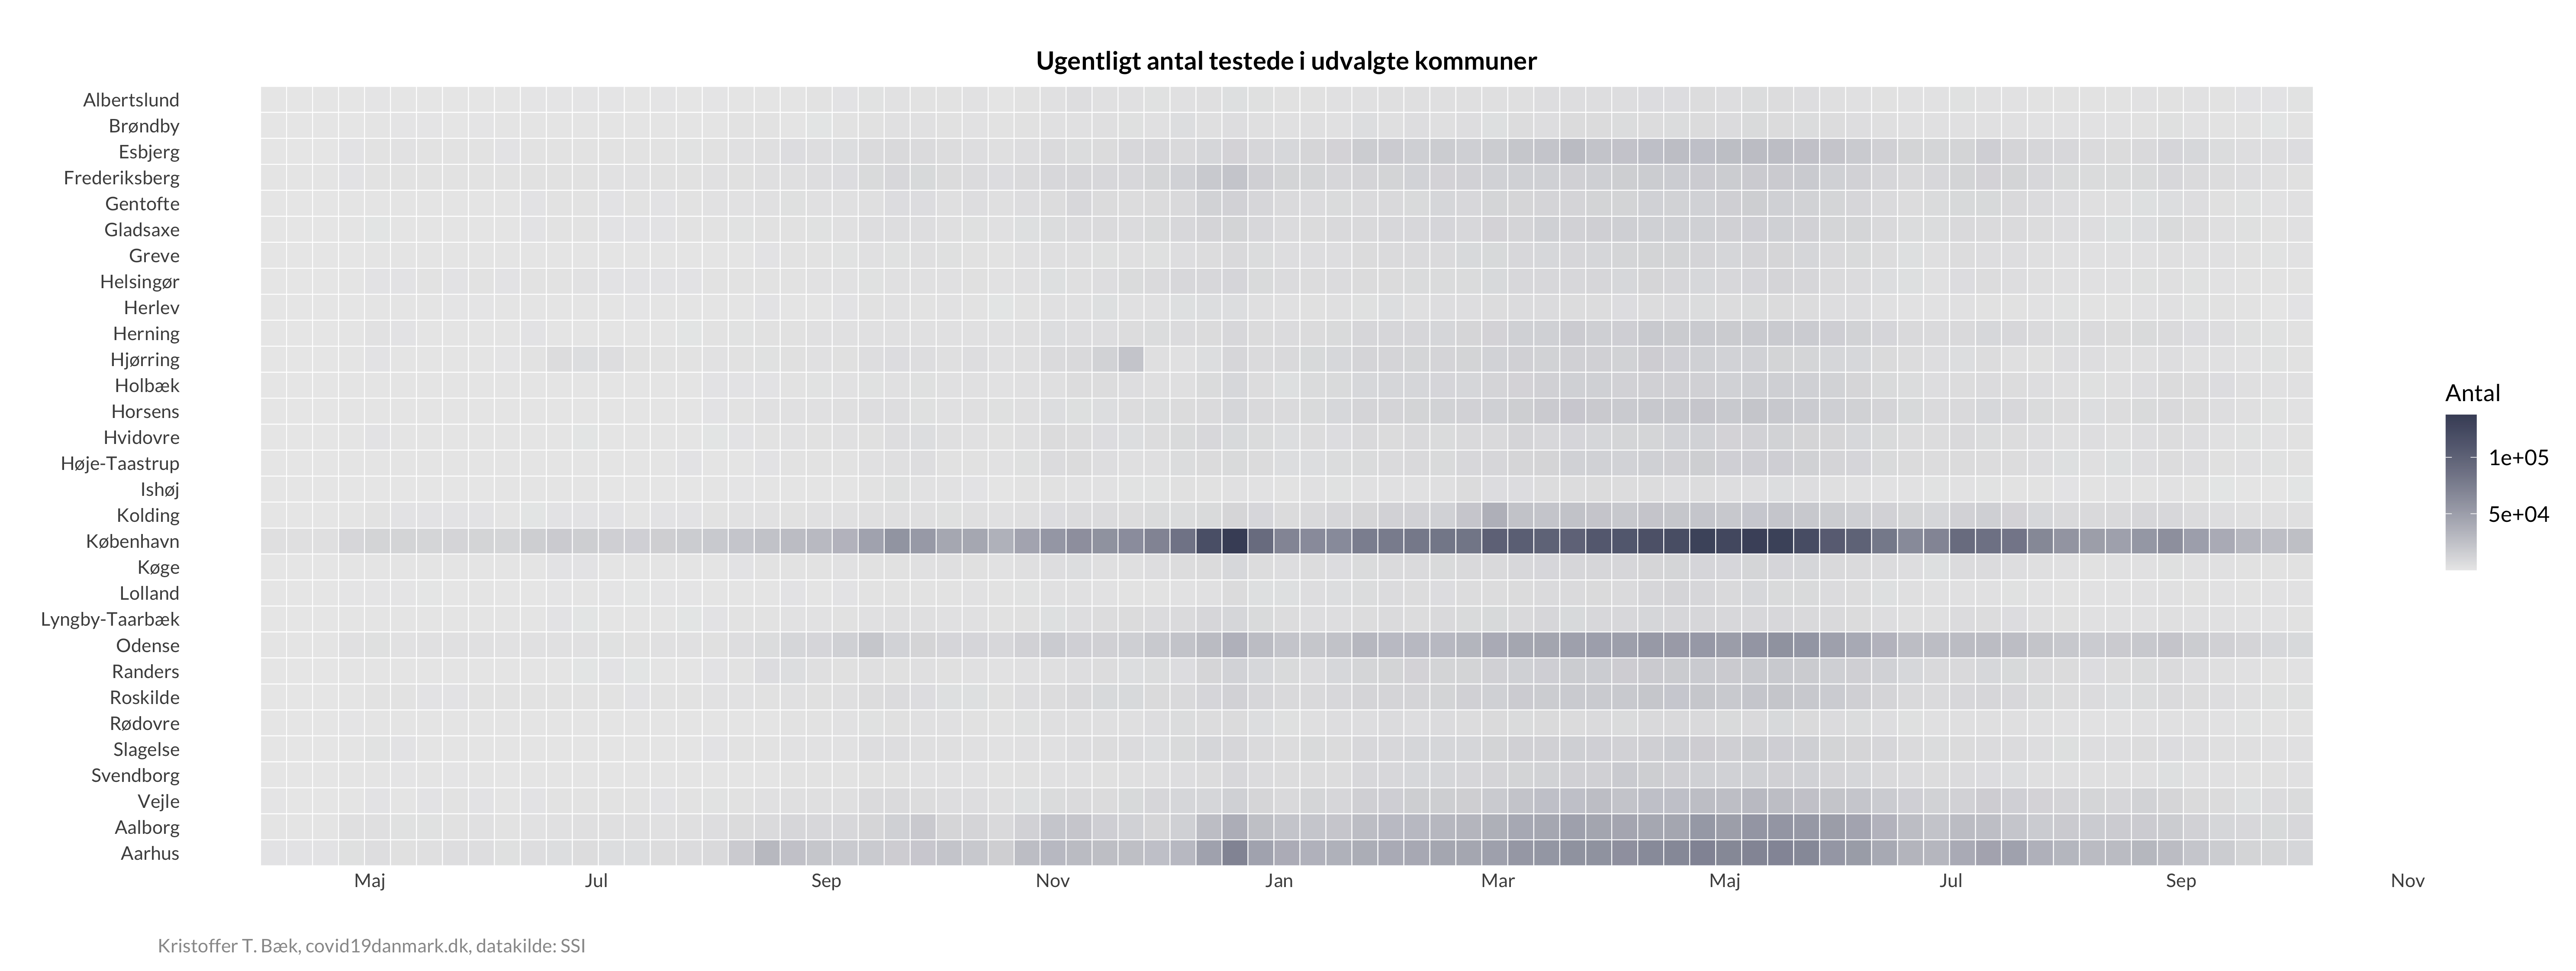 Ugentligt antal testede i udvalgte kommuner
Albertslund
Brøndby
Esbjerg
Frederiksberg
Gentofte
Gladsaxe
Greve
Helsingør
Herlev
Herning
Hjørring
Holbæk
Horsens
Hvidovre
Høje-Taastrup
Ishøj
Kolding
København
Køge
Lolland
Lyngby-Taarbæk
Odense
Randers
Roskilde
Rødovre
Slagelse
Svendborg
Vejle
Aalborg
Aarhus
Antal
1e+05
5e+04
Maj Jul Sep Nov Jan Mar Maj Jul Sep Nov
Kristoffer T. Bæk, covid19danmark.dk, datakilde: SSI